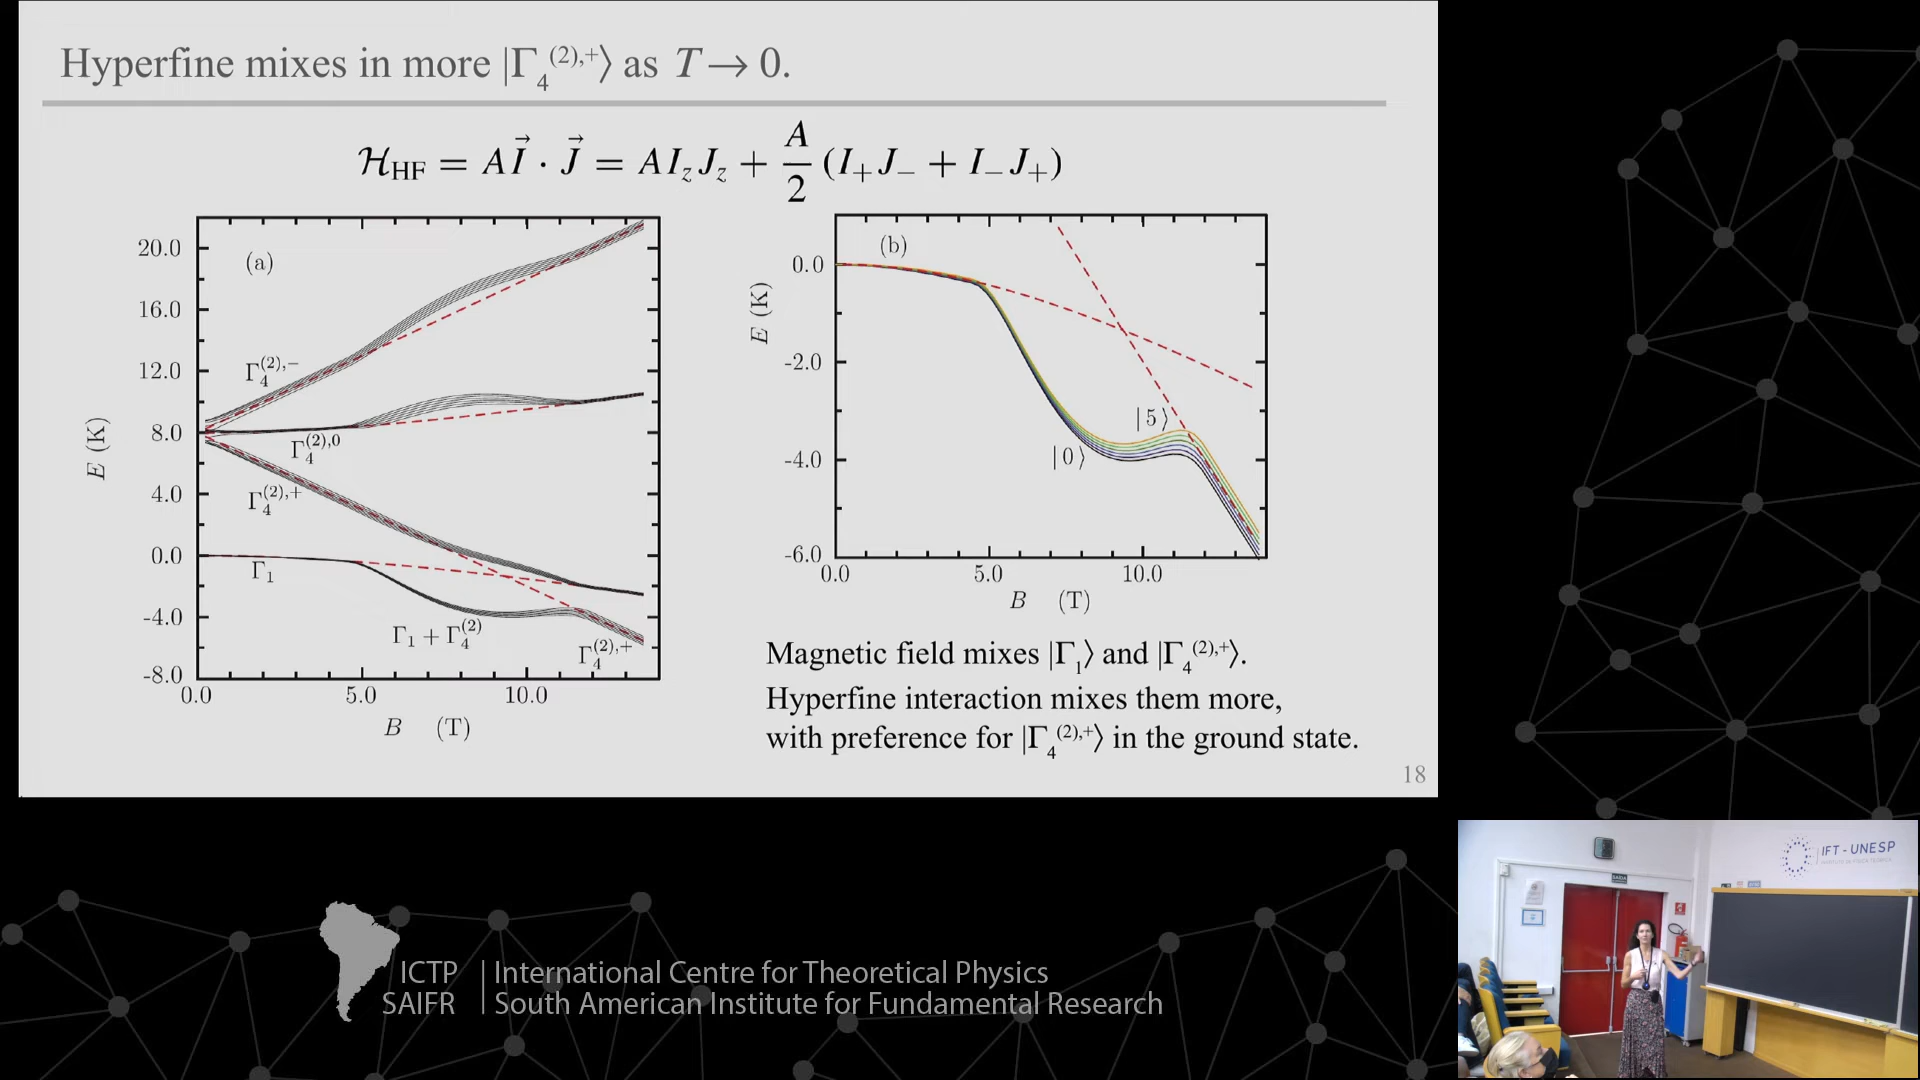 Hyperfine mixes in more |Γ₄⁽²⁾,⁺⟩ as T → 0.
ℋ_HF = A I⃗ · J⃗ = A I_z J_z + A/2 (I₊J₋ + I₋J₊)
(a)
20.0
16.0
12.0
8.0
4.0
0.0
-4.0
-8.0
E (K)
Γ₄⁽²⁾,⁻
Γ₄⁽²⁾,⁰
Γ₄⁽²⁾,⁺
Γ₁
Γ₁ + Γ₄⁽²⁾
Γ₄⁽²⁾,⁺
0.0 5.0 10.0
B (T)
(b)
0.0
-2.0
-4.0
-6.0
E (K)
|5⟩
|0⟩
0.0 5.0 10.0
B (T)
Magnetic field mixes |Γ₁⟩ and |Γ₄⁽²⁾,⁺⟩.
Hyperfine interaction mixes them more,
with preference for |Γ₄⁽²⁾,⁺⟩ in the ground state.
18
IFT - UNESP
SAÍDA
ICTP | International Centre for Theoretical Physics
SAIFR | South American Institute for Fundamental Research